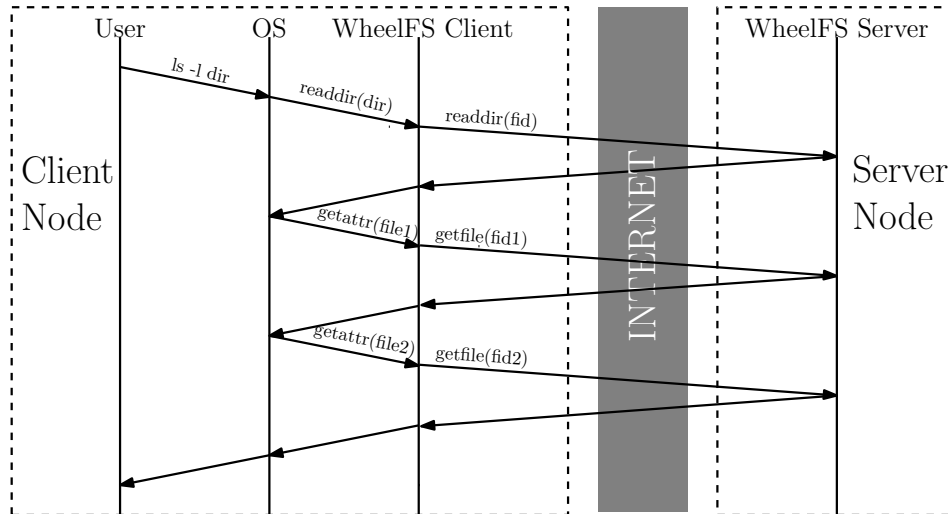 User
OS
WheelFS Client
WheelFS Server
ls -l dir
readdir(dir)
readdir(fid)
Client
Node
INTERNET
Server
Node
getattr(file1)
getfile(fid1)
getattr(file2)
getfile(fid2)